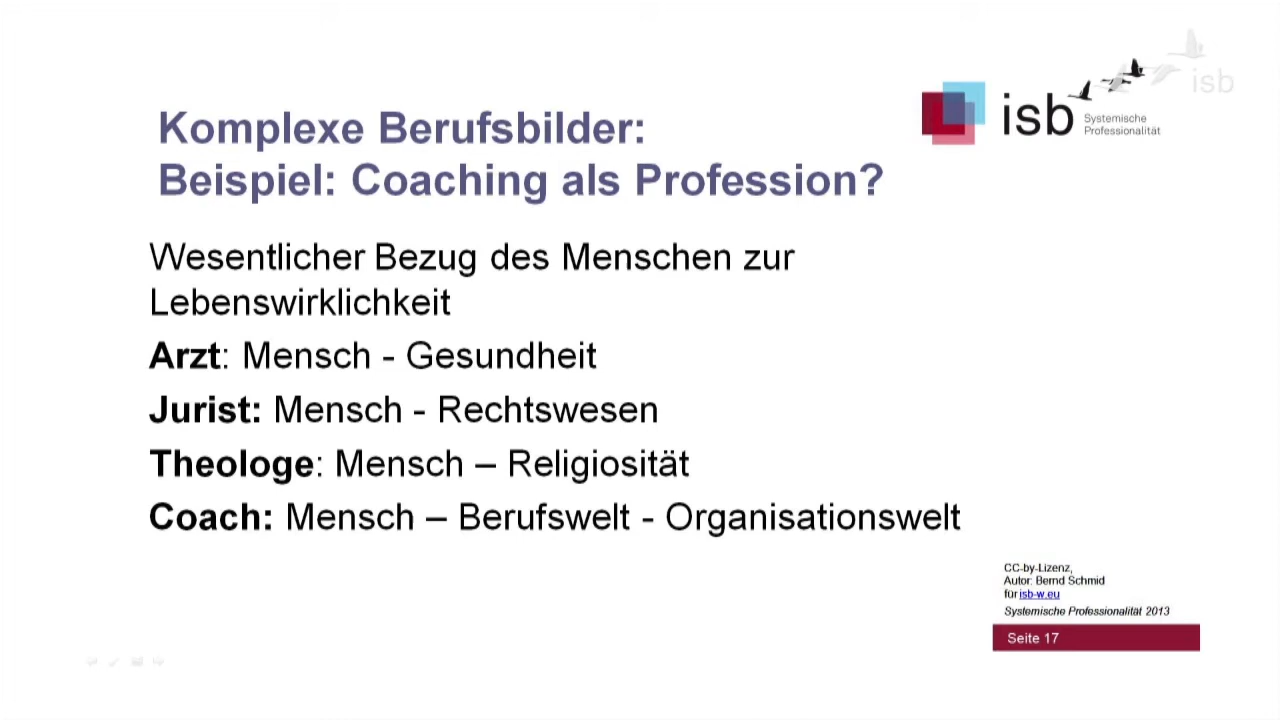 isb
isb
Systemische
Professionalität
Komplexe Berufsbilder:
Beispiel: Coaching als Profession?
Wesentlicher Bezug des Menschen zur
Lebenswirklichkeit
Arzt: Mensch - Gesundheit
Jurist: Mensch - Rechtswesen
Theologe: Mensch – Religiosität
Coach: Mensch – Berufswelt - Organisationswelt
CC-by-Lizenz,
Autor: Bernd Schmid
für isb-w.eu
Systemische Professionalität 2013
Seite 17